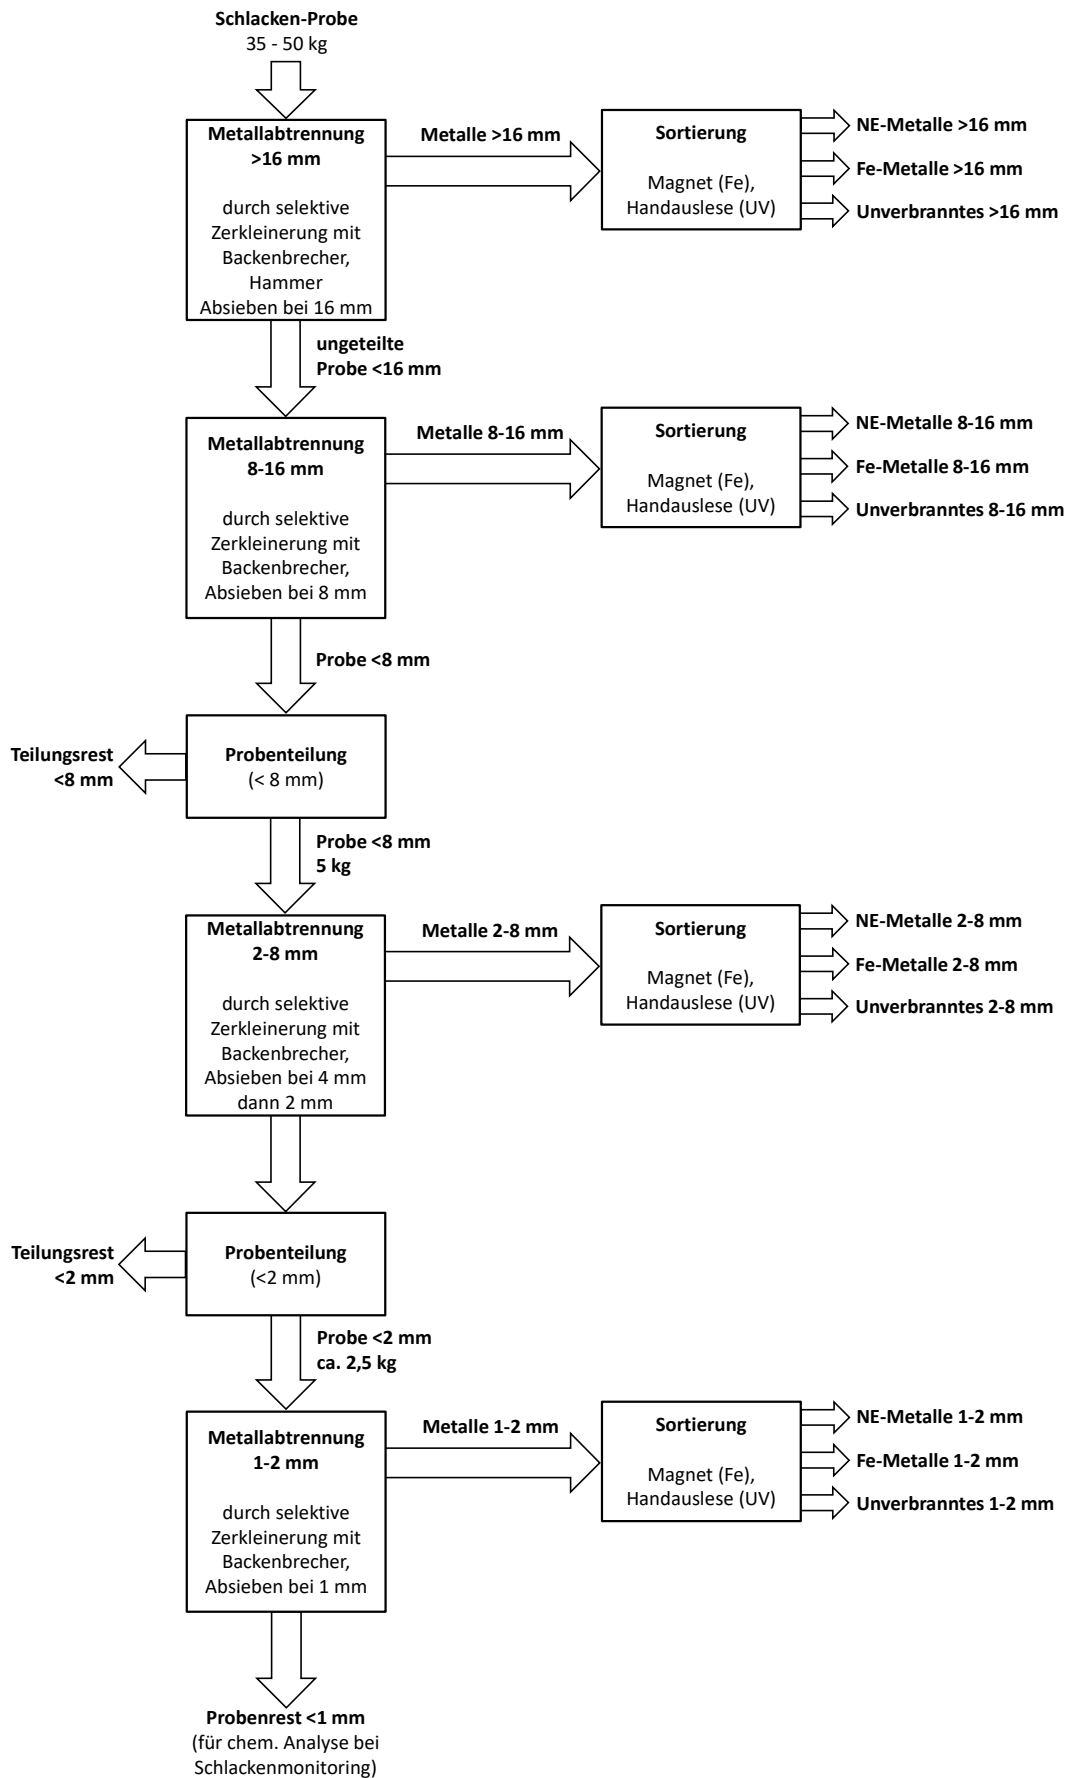 Schlacken-Probe
35 - 50 kg
Metallabtrennung
>16 mm
durch selektive
Zerkleinerung mit
Backenbrecher,
Hammer
Absieben bei 16 mm
Metalle >16 mm
Sortierung
Magnet (Fe),
Handauslese (UV)
NE-Metalle >16 mm
Fe-Metalle >16 mm
Unverbranntes >16 mm
ungeteilte
Probe <16 mm
Metallabtrennung
8-16 mm
durch selektive
Zerkleinerung mit
Backenbrecher,
Absieben bei 8 mm
Metalle 8-16 mm
Sortierung
Magnet (Fe),
Handauslese (UV)
NE-Metalle 8-16 mm
Fe-Metalle 8-16 mm
Unverbranntes 8-16 mm
Probe <8 mm
Teilungsrest
<8 mm
Probenteilung
(< 8 mm)
Probe <8 mm
5 kg
Metallabtrennung
2-8 mm
durch selektive
Zerkleinerung mit
Backenbrecher,
Absieben bei 4 mm
dann 2 mm
Metalle 2-8 mm
Sortierung
Magnet (Fe),
Handauslese (UV)
NE-Metalle 2-8 mm
Fe-Metalle 2-8 mm
Unverbranntes 2-8 mm
Teilungsrest
<2 mm
Probenteilung
(<2 mm)
Probe <2 mm
ca. 2,5 kg
Metallabtrennung
1-2 mm
durch selektive
Zerkleinerung mit
Backenbrecher,
Absieben bei 1 mm
Metalle 1-2 mm
Sortierung
Magnet (Fe),
Handauslese (UV)
NE-Metalle 1-2 mm
Fe-Metalle 1-2 mm
Unverbranntes 1-2 mm
Probenrest <1 mm
(für chem. Analyse bei
Schlackenmonitoring)